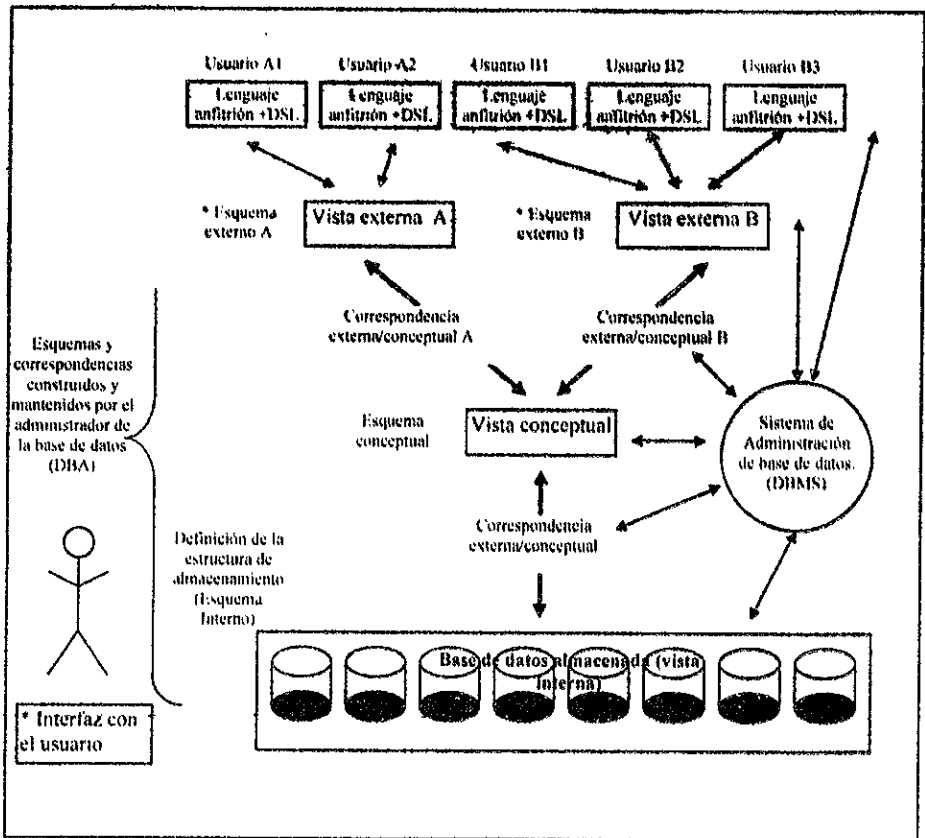 Usuario A1 Usuario A2 Usuario B1 Usuario B2 Usuario B3
Lenguaje
anfitrión +DSL
Lenguaje
anfitrión +DSL
Lenguaje
anfitrión +DSL
Lenguaje
anfitrión +DSL
Lenguaje
anfitrión +DSL
* Esquema
externo A
Vista externa A
* Esquema
externo B
Vista externa B
Correspondencia
externa/conceptual A
Correspondencia
externa/conceptual B
Esquemas y
correspondencias
construidos y
mantenidos por el
administrador de
la base de datos
(DBA)
Esquema
conceptual
Vista conceptual
Sistema de
Administración
de base de datos.
(DBMS)
Correspondencia
externa/conceptual
Definición de la
estructura de
almacenamiento
(Esquema
Interno)
Base de datos almacenada (vista
Interna)
* Interfaz con
el usuario